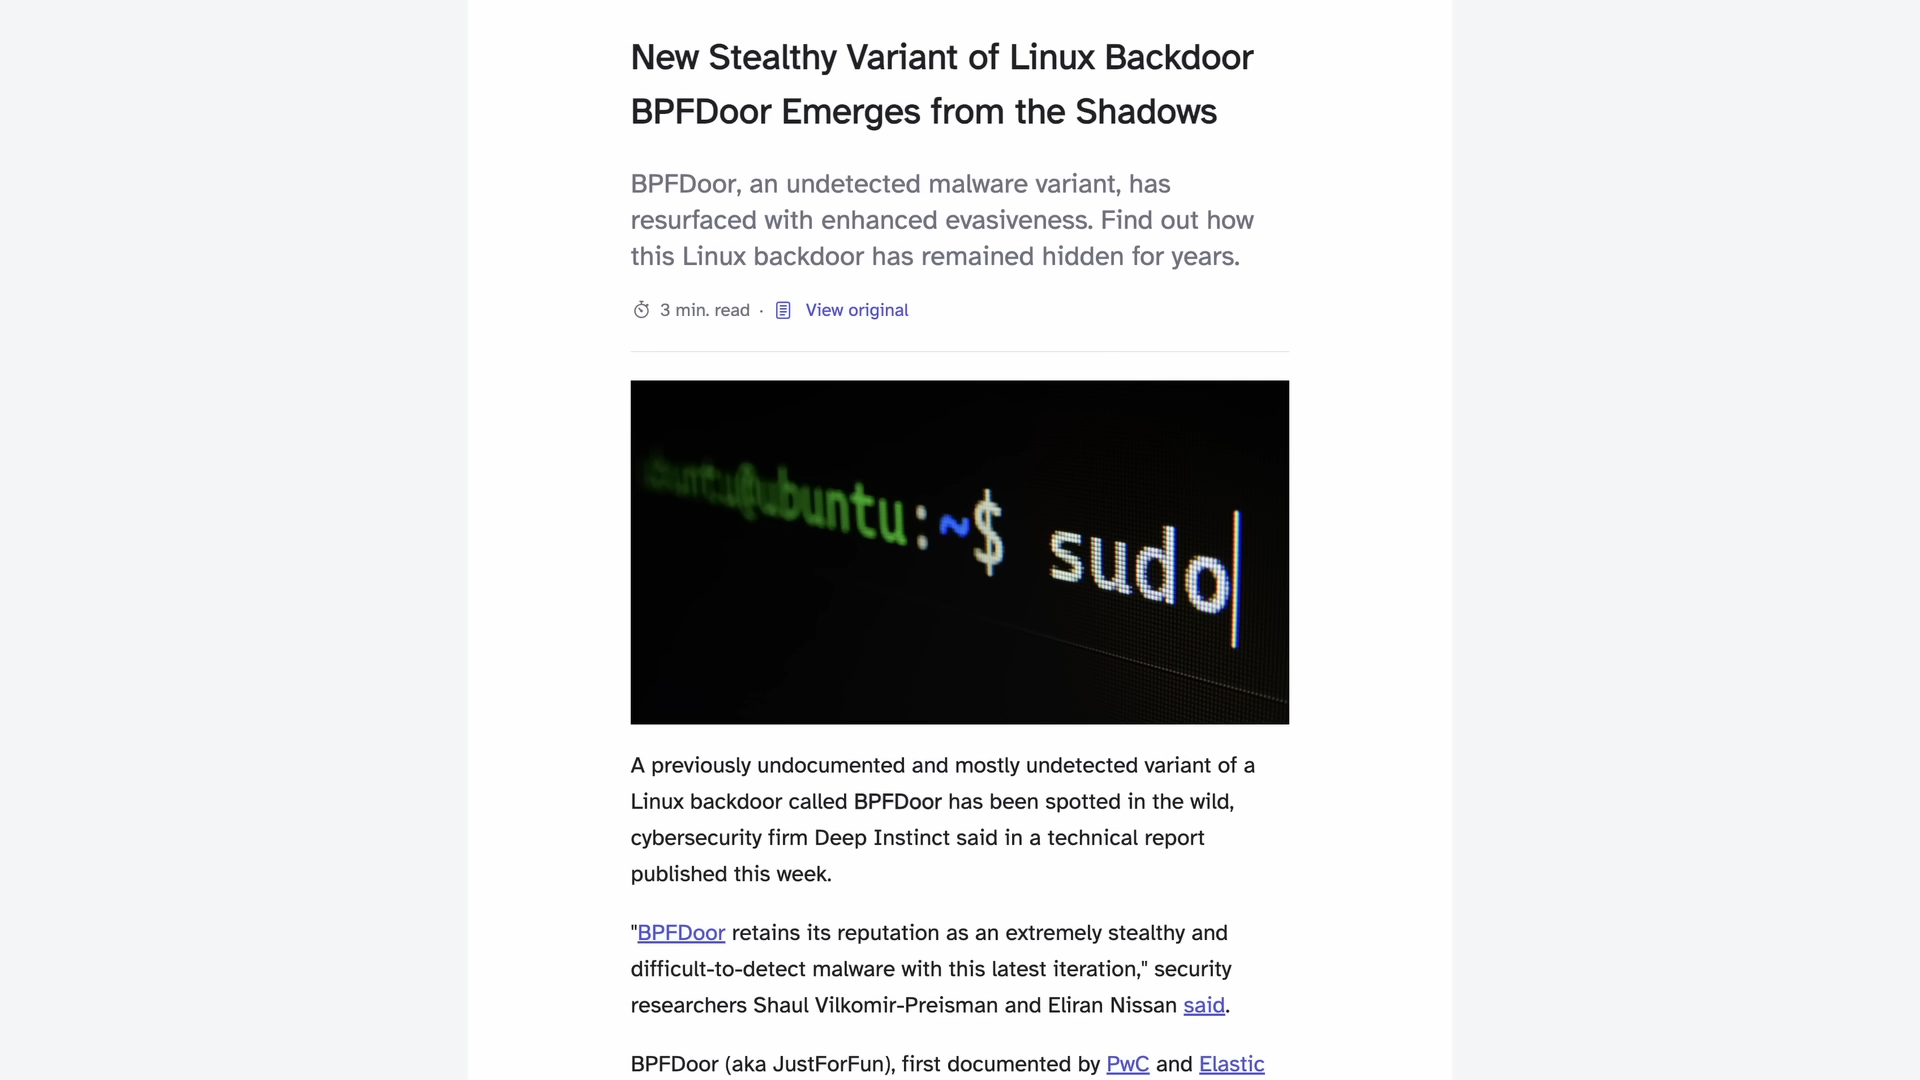 New Stealthy Variant of Linux Backdoor
BPFDoor Emerges from the Shadows
BPFDoor, an undetected malware variant, has
resurfaced with enhanced evasiveness. Find out how
this Linux backdoor has remained hidden for years.
3 min. read · View original
ubuntu@ubuntu:~$ sudo
A previously undocumented and mostly undetected variant of a
Linux backdoor called BPFDoor has been spotted in the wild,
cybersecurity firm Deep Instinct said in a technical report
published this week.
"BPFDoor retains its reputation as an extremely stealthy and
difficult-to-detect malware with this latest iteration," security
researchers Shaul Vilkomir-Preisman and Eliran Nissan said.
BPFDoor (aka JustForFun), first documented by PwC and Elastic